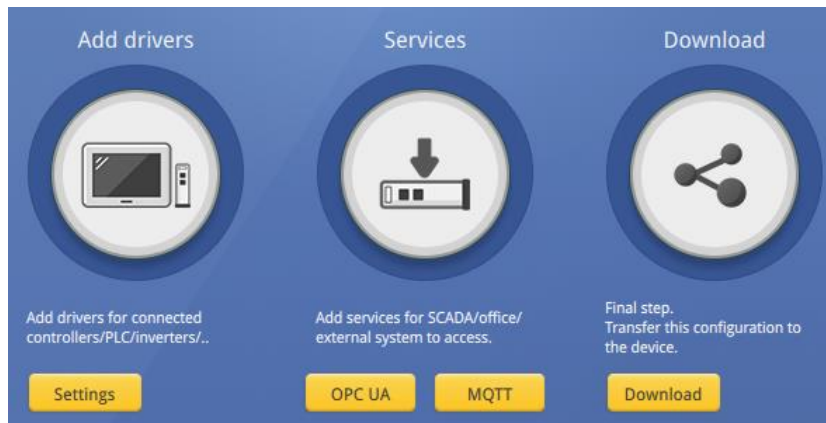 Add drivers
Services
Download
Add drivers for connected
controllers/PLC/inverters/..
Add services for SCADA/office/
external system to access.
Final step.
Transfer this configuration to
the device.
Settings
OPC UA
MQTT
Download